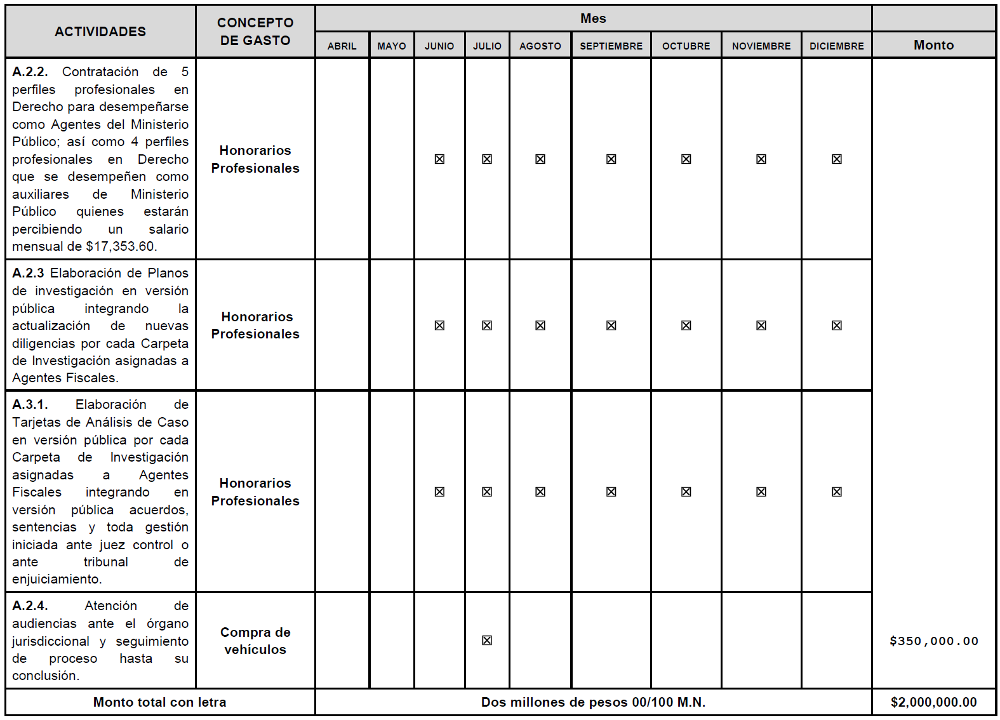 ACTIVIDADES
CONCEPTO
DE GASTO
Mes
ABRIL
MAYO
JUNIO
JULIO
AGOSTO
SEPTIEMBRE
OCTUBRE
NOVIEMBRE
DICIEMBRE
Monto
A.2.2. Contratación de 5
perfiles profesionales en
Derecho para desempeñarse
como Agentes del Ministerio
Público; así como 4 perfiles
profesionales en Derecho
que se desempeñen como
auxiliares de Ministerio
Público quienes estarán
percibiendo un salario
mensual de $17,353.60.
Honorarios
Profesionales
☒ ☒ ☒ ☒ ☒ ☒ ☒
A.2.3 Elaboración de Planos
de investigación en versión
pública integrando la
actualización de nuevas
diligencias por cada Carpeta
de Investigación asignadas a
Agentes Fiscales.
Honorarios
Profesionales
☒ ☒ ☒ ☒ ☒ ☒ ☒
A.3.1. Elaboración de
Tarjetas de Análisis de Caso
en versión pública por cada
Carpeta de Investigación
asignadas a Agentes
Fiscales integrando en
versión pública acuerdos,
sentencias y toda gestión
iniciada ante juez control o
ante tribunal de
enjuiciamiento.
Honorarios
Profesionales
☒ ☒ ☒ ☒ ☒ ☒ ☒
A.2.4. Atención de
audiencias ante el órgano
jurisdiccional y seguimiento
de proceso hasta su
conclusión.
Compra de
vehículos
☒
$350,000.00
Monto total con letra
Dos millones de pesos 00/100 M.N.
$2,000,000.00